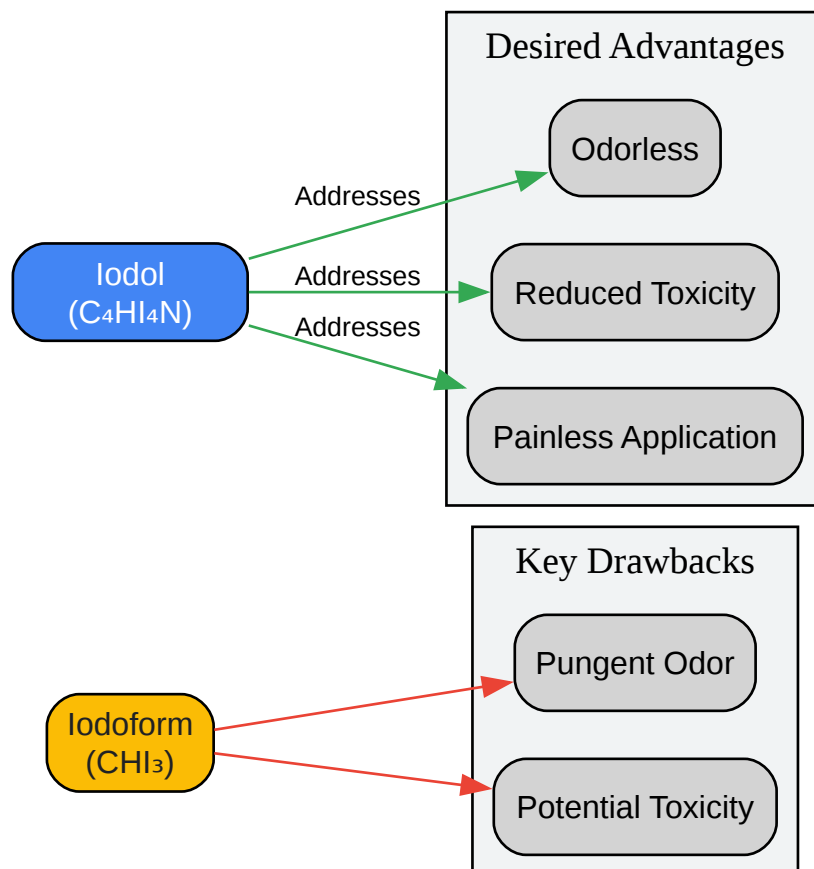 Desired Advantages
Odorless
Addresses
Iodol
(C₄HI₄N)
Addresses
Reduced Toxicity
Addresses
Painless Application
Key Drawbacks
Pungent Odor
Iodoform
(CHI₃)
Potential Toxicity